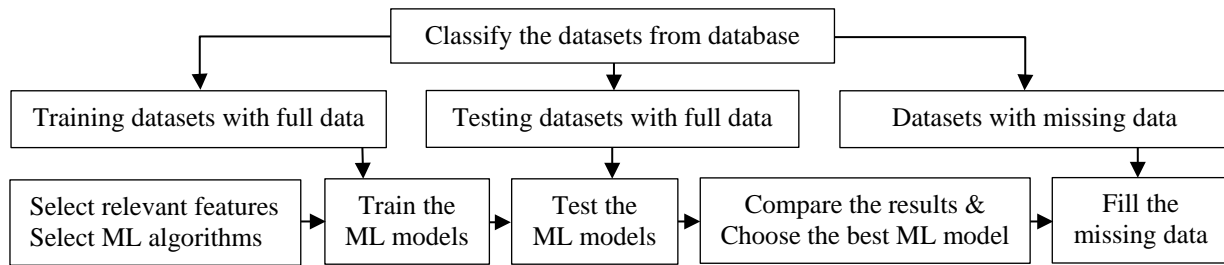 Classify the datasets from database
Training datasets with full data
Testing datasets with full data
Datasets with missing data
Select relevant features
Select ML algorithms
Train the
ML models
Test the
ML models
Compare the results &
Choose the best ML model
Fill the
missing data